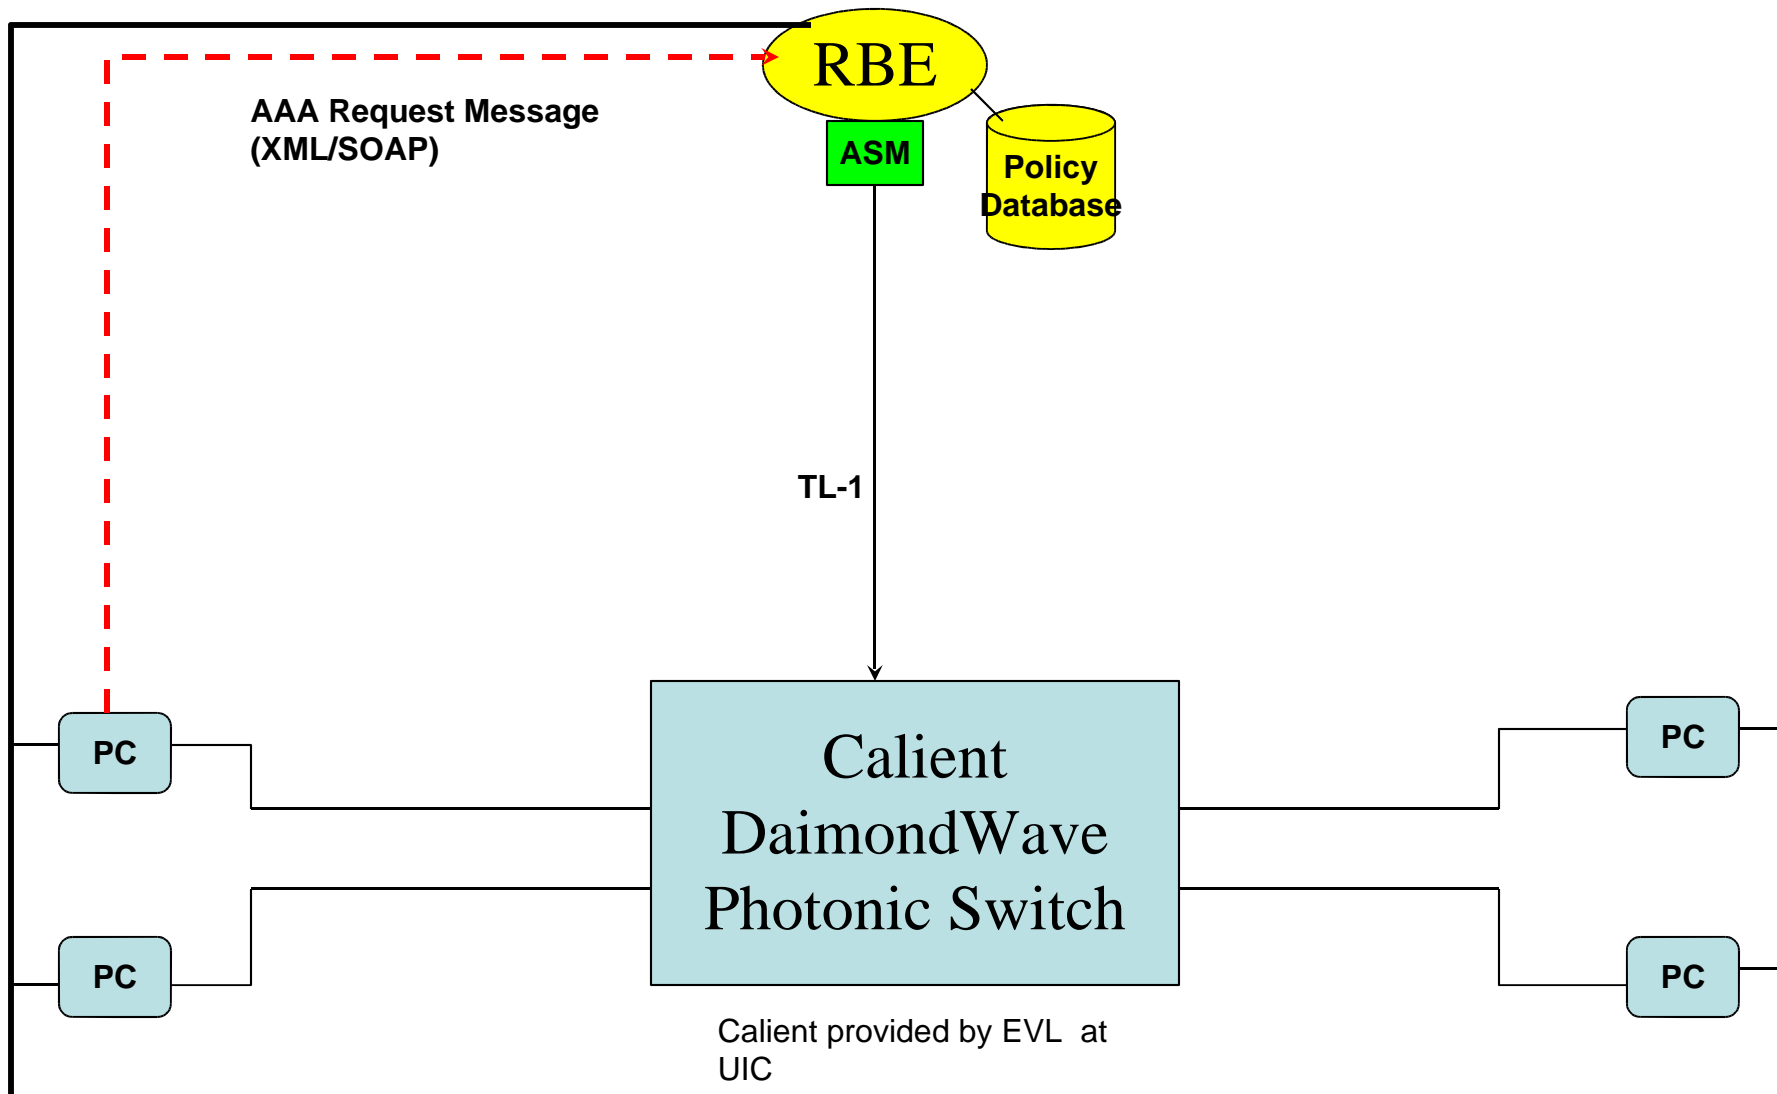 RBE
AAA Request Message
(XML/SOAP)
ASM
Policy
Database
TL-1
PC
PC
Calient
DaimondWave
Photonic Switch
PC
PC
Calient provided by EVL at
UIC